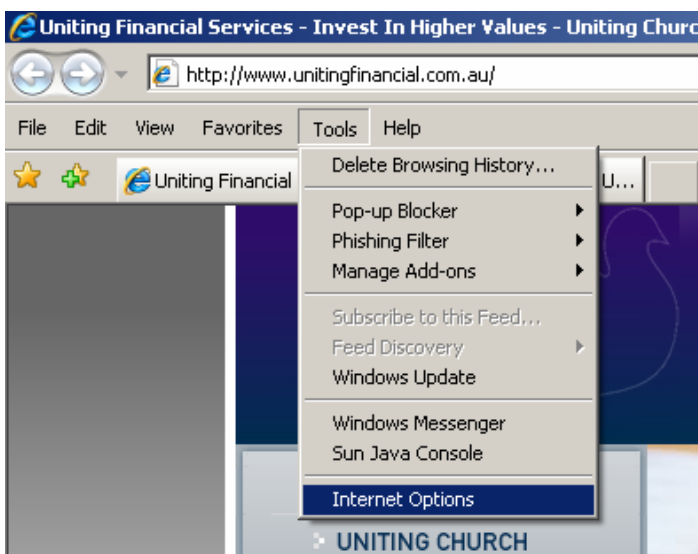 Uniting Financial Services - Invest In Higher Values - Uniting Churc
http://www.unitingfinancial.com.au/
File Edit View Favorites Tools Help
Uniting Financial U...
Delete Browsing History...
Pop-up Blocker
Phishing Filter
Manage Add-ons
Subscribe to this Feed...
Feed Discovery
Windows Update
Windows Messenger
Sun Java Console
Internet Options
UNITING CHURCH